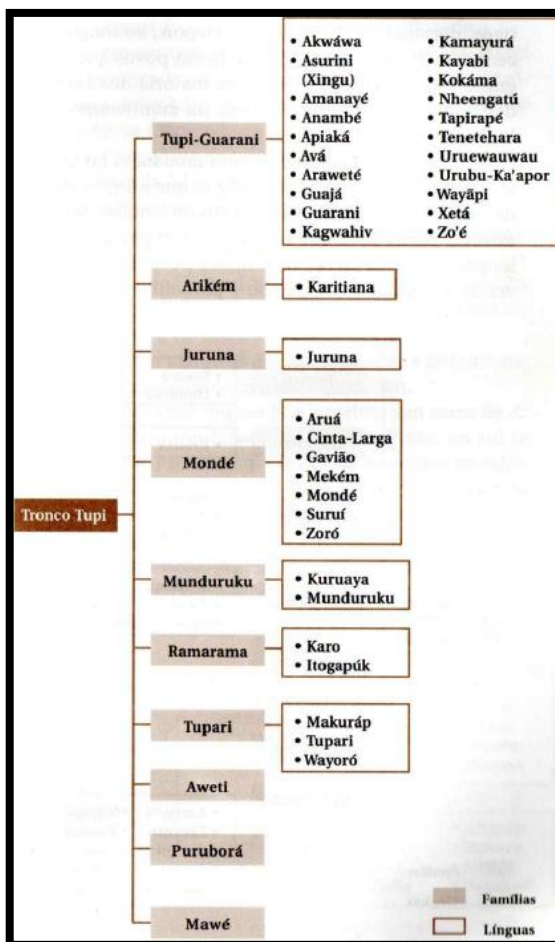 Tupi-Guarani
• Akwáwa
• Asurini
(Xingu)
• Amanayé
• Anambé
• Apiaká
• Avá
• Araweté
• Guajá
• Guarani
• Kagwahiv
• Kamayurá
• Kayabi
• Kokáma
• Nheengatú
• Tapirapé
• Tenetehara
• Uruewauwau
• Urubu-Ka'apor
• Wayãpi
• Xetá
• Zo'é
Arikém
• Karitiana
Juruna
• Juruna
Mondé
• Aruá
• Cinta-Larga
• Gavião
• Mekém
• Mondé
• Suruí
• Zoró
Tronco Tupi
Munduruku
• Kuruaya
• Munduruku
Ramarama
• Karo
• Itogapúk
Tupari
• Makuráp
• Tupari
• Wayoró
Aweti
Puruborá
Mawé
Famílias
Línguas